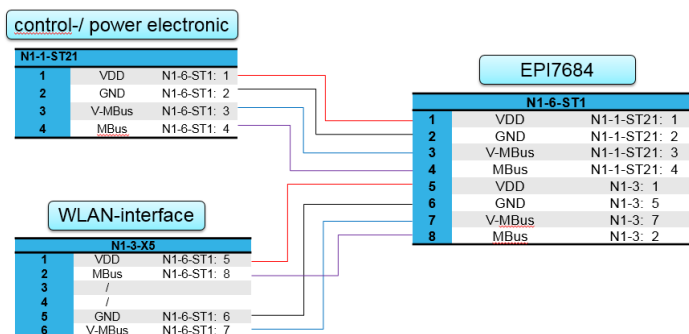 control-/ power electronic
N1-1-ST21
1 VDD N1-6-ST1: 1
2 GND N1-6-ST1: 2
3 V-MBus N1-6-ST1: 3
4 MBus N1-6-ST1: 4
EPI7684
N1-6-ST1
1 VDD N1-1-ST21: 1
2 GND N1-1-ST21: 2
3 V-MBus N1-1-ST21: 3
4 MBus N1-1-ST21: 4
5 VDD N1-3: 1
6 GND N1-3: 5
7 V-MBus N1-3: 7
8 MBus N1-3: 2
WLAN-interface
N1-3-X5
1 VDD N1-6-ST1: 5
2 MBus N1-6-ST1: 8
3 /
4 /
5 GND N1-6-ST1: 6
6 V-MBus N1-6-ST1: 7